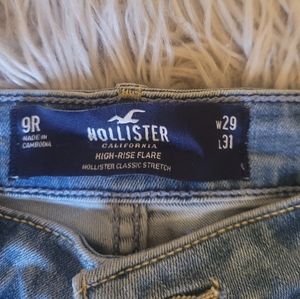 9R
MADE IN
CAMBODIA
HOLLISTER
CALIFORNIA
HIGH-RISE FLARE
HOLLISTER CLASSIC STRETCH
W29
L31